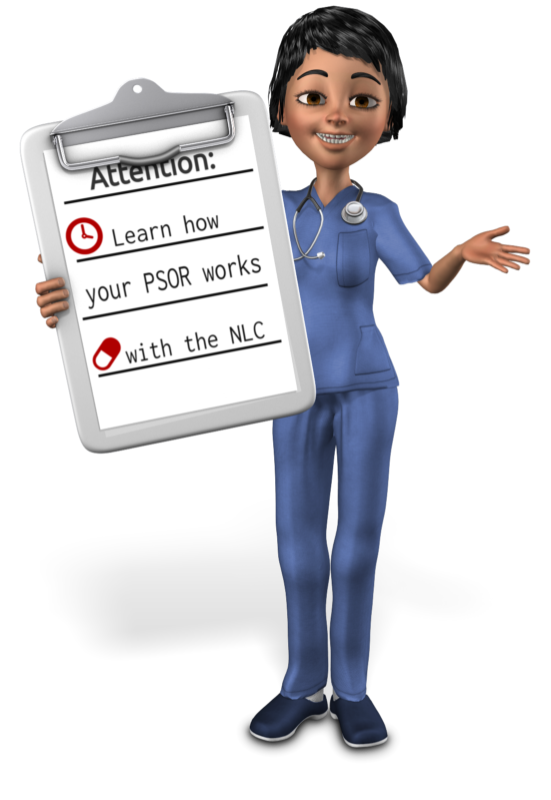 Attention:
Learn how
your PSOR works
with the NLC